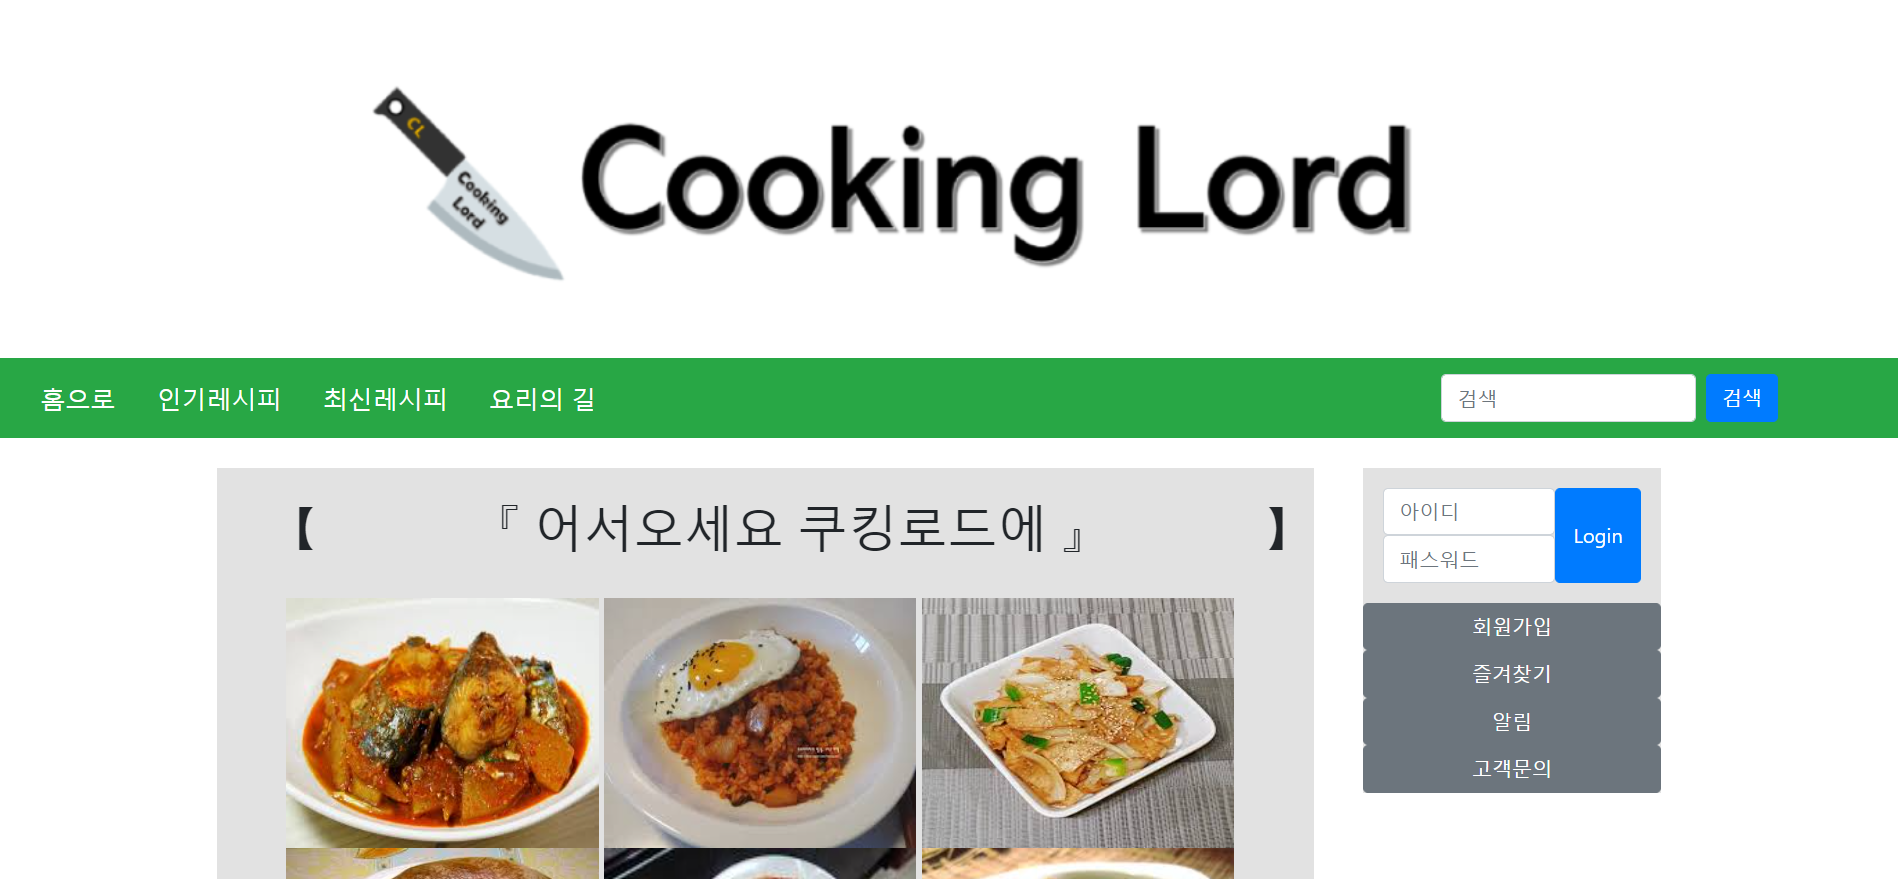 CL
Cooking
Lord
Cooking Lord
홈으로 인기레시피 최신레시피 요리의 길 검색 검색
【 『 어서오세요 쿠킹로드에 』 】
아이디
패스워드
Login
회원가입
즐겨찾기
알림
고객문의